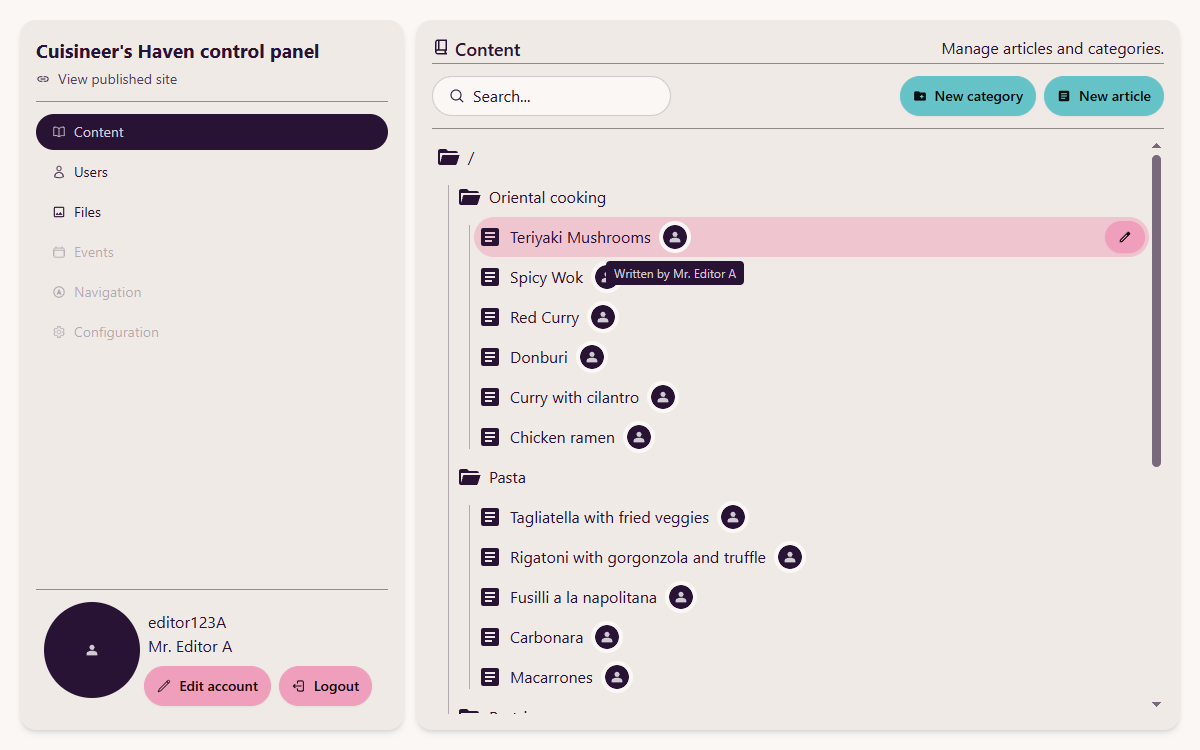 Cuisineer's Haven control panel
View published site
Content
Users
Files
Events
Navigation
Configuration
editor123A
Mr. Editor A
Edit account
Logout
Content
Manage articles and categories.
Search...
New category
New article
/
Oriental cooking
Teriyaki Mushrooms
Written by Mr. Editor A
Spicy Wok
Red Curry
Donburi
Curry with cilantro
Chicken ramen
Pasta
Tagliatella with fried veggies
Rigatoni with gorgonzola and truffle
Fusilli a la napolitana
Carbonara
Macarrones